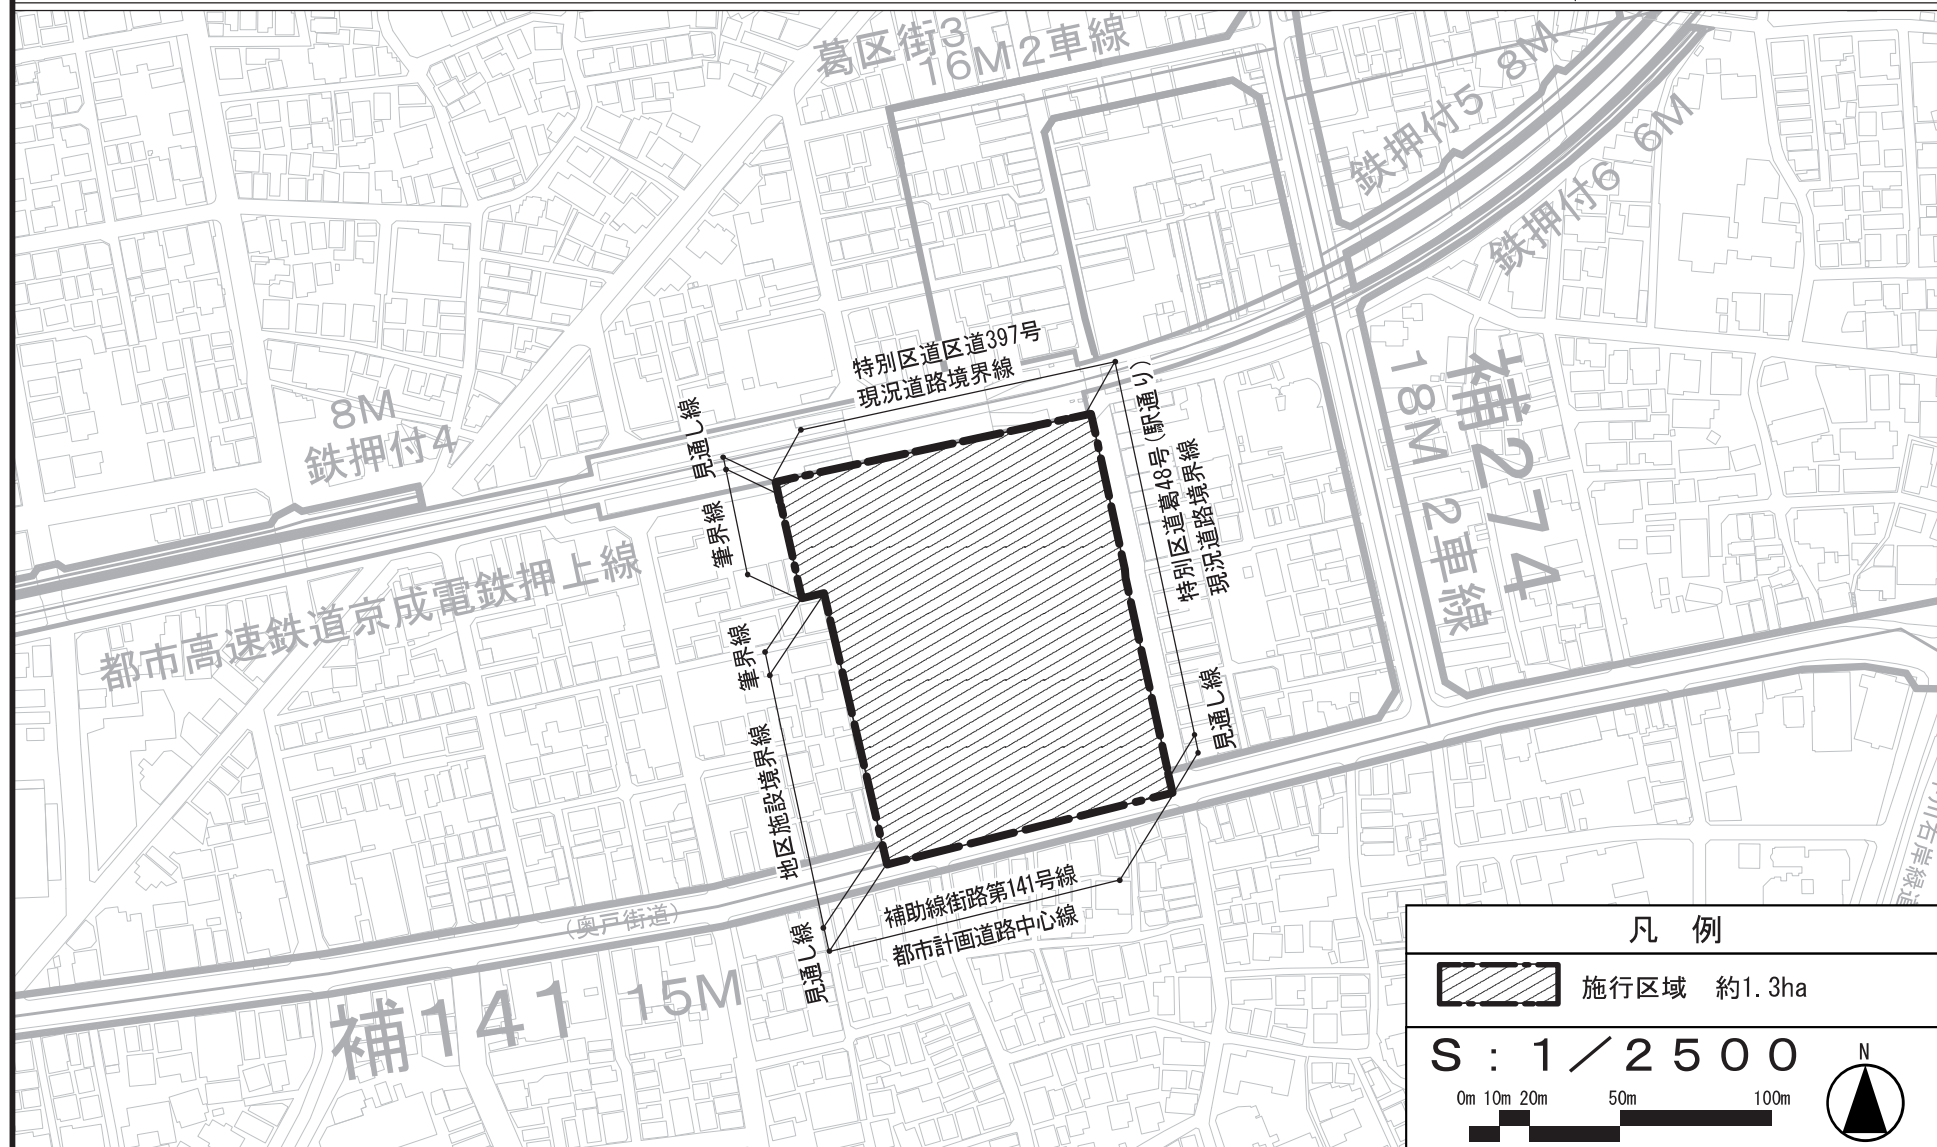 葛区街3
16M2車線
8M
鉄押付5
6M
鉄押付6
特別区道区道397号
現況道路境界線
8M
鉄押付4
見通し線
筆界線
特別区道葛48号(駅通り)
現況道路境界線
補274
18M 2車線
都市高速鉄道京成電鉄押上線
筆界線
地区施設境界線
見通し線
補助線街路第141号線
都市計画道路中心線
(奥戸街道)
見通し線
補141 15M
右岸線道
凡 例
施行区域 約1.3ha
S:1/2500
0m 10m 20m 50m 100m
N